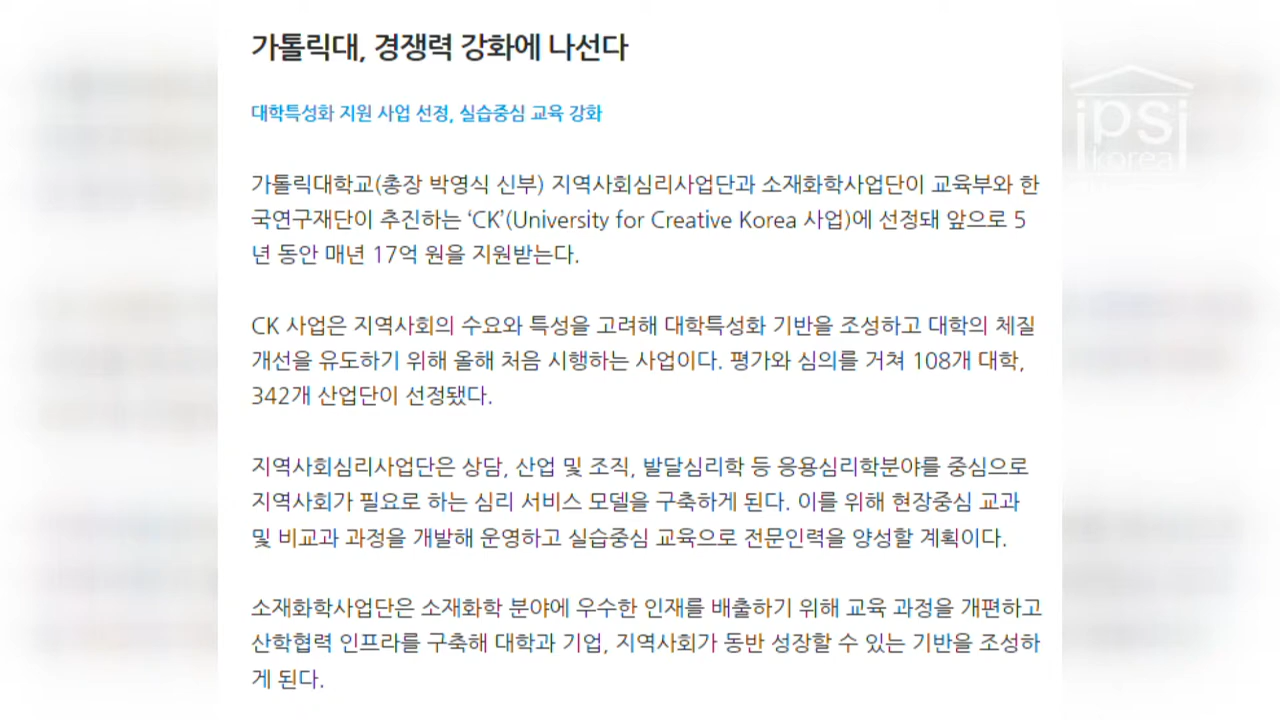 가톨릭대, 경쟁력 강화에 나선다
대학특성화 지원 사업 선정, 실습중심 교육 강화
가톨릭대학교(총장 박영식 신부) 지역사회심리사업단과 소재화학사업단이 교육부와 한
국연구재단이 추진하는 ‘CK’(University for Creative Korea 사업)에 선정돼 앞으로 5
년 동안 매년 17억 원을 지원받는다.
CK 사업은 지역사회의 수요와 특성을 고려해 대학특성화 기반을 조성하고 대학의 체질
개선을 유도하기 위해 올해 처음 시행하는 사업이다. 평가와 심의를 거쳐 108개 대학,
342개 산업단이 선정됐다.
지역사회심리사업단은 상담, 산업 및 조직, 발달심리학 등 응용심리학분야를 중심으로
지역사회가 필요로 하는 심리 서비스 모델을 구축하게 된다. 이를 위해 현장중심 교과
및 비교과 과정을 개발해 운영하고 실습중심 교육으로 전문인력을 양성할 계획이다.
소재화학사업단은 소재화학 분야에 우수한 인재를 배출하기 위해 교육 과정을 개편하고
산학협력 인프라를 구축해 대학과 기업, 지역사회가 동반 성장할 수 있는 기반을 조성하
게 된다.
ipsi
korea